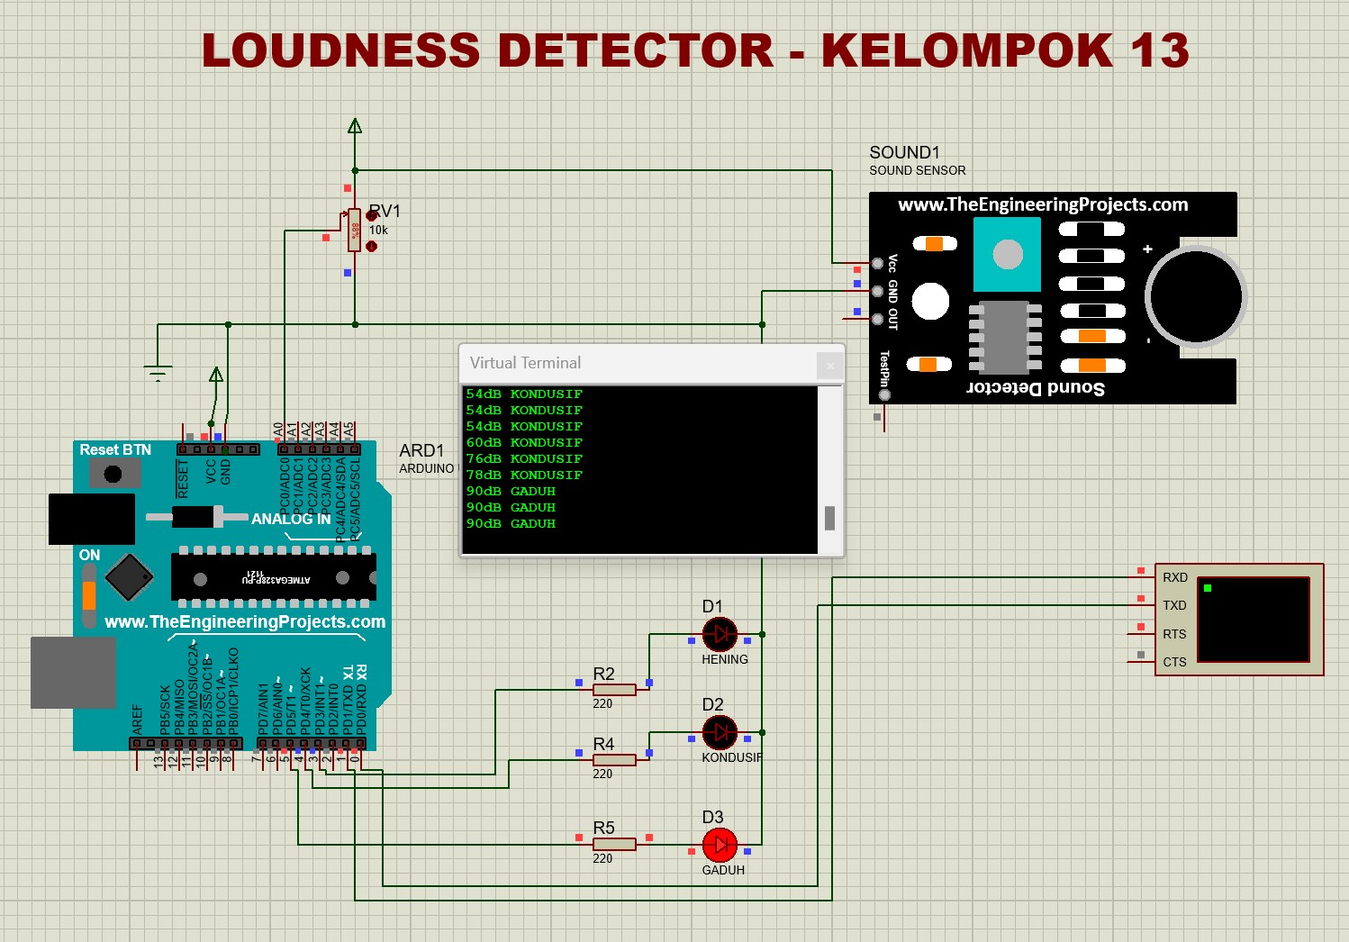 LOUDNESS DETECTOR - KELOMPOK 13
SOUND1
SOUND SENSOR
www.TheEngineeringProjects.com
Vcc
GND
OUT
TestPin
+
-
Sound Detector
RV1
10k
88%
Virtual Terminal
54dB KONDUSIF
54dB KONDUSIF
54dB KONDUSIF
60dB KONDUSIF
76dB KONDUSIF
78dB KONDUSIF
90dB GADUH
90dB GADUH
90dB GADUH
ARD1
ARDUINO
Reset BTN
RESET
VCC
GND
A0
A1
A2
A3
A4
A5
PC0/ADC0
PC1/ADC1
PC2/ADC2
PC3/ADC3
PC4/ADC4/SDA
PC5/ADC5/SCL
ANALOG IN
ON
ATMEGA328P-PU
1121
www.TheEngineeringProjects.com
AREF
PB5/SCK
PB4/MISO
PB3/MOSI/OC2A~
PB2/SS/OC1B~
PB1/OC1A~
PB0/ICP1/CLKO
PD7/AIN1
PD6/AIN0~
PD5/T1~
PD4/T0/XCK
PD3/INT1~
PD2/INT0
TX
PD1/TXD
RX
PD0/RXD
13
12
11
10
9
8
7
6
5
4
3
2
1
0
R2
220
R4
220
R5
220
D1
HENING
D2
KONDUSIF
D3
GADUH
RXD
TXD
RTS
CTS